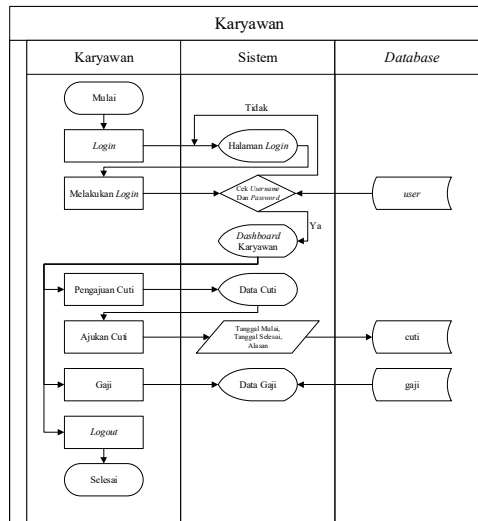 Karyawan
Karyawan
Sistem
Database
Mulai
Tidak
Login
Halaman Login
Melakukan Login
Cek Username
Dan Password
user
Ya
Dashboard
Karyawan
Pengajuan Cuti
Data Cuti
Ajukan Cuti
Tanggal Mulai,
Tanggal Selesai,
Alasan
cuti
Gaji
Data Gaji
gaji
Logout
Selesai